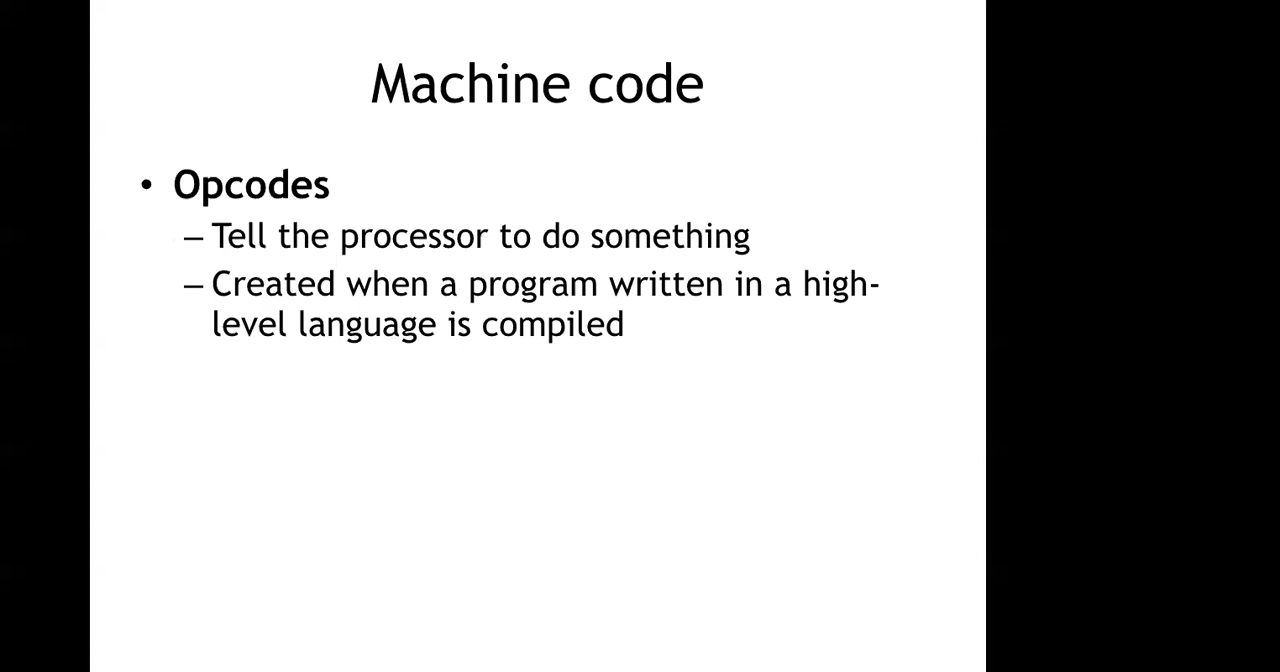 Machine code
• Opcodes
– Tell the processor to do something
– Created when a program written in a high-
level language is compiled